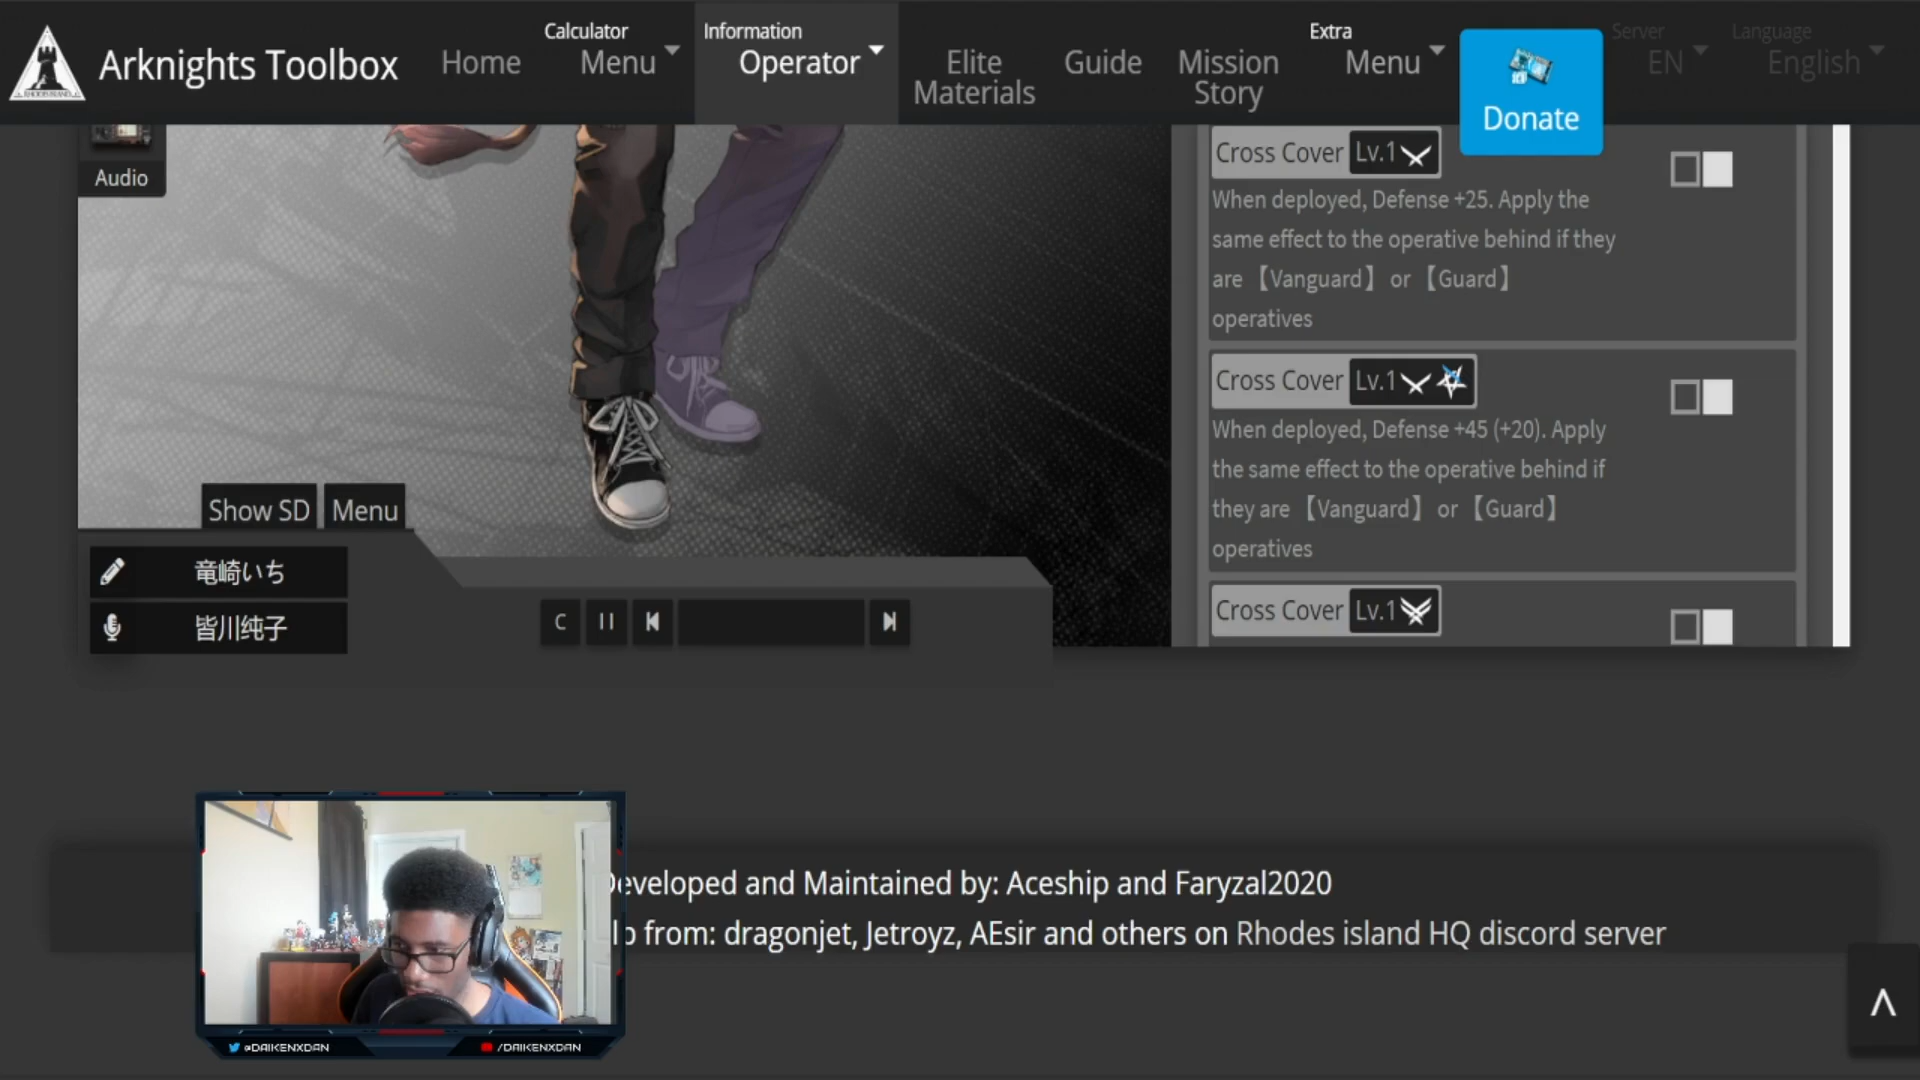 Arknights Toolbox
Home
Calculator
Menu
Information
Operator
Elite
Materials
Guide
Mission
Story
Extra
Menu
Donate
Server
EN
Language
English
Audio
Cross Cover Lv.1
When deployed, Defense +25. Apply the
same effect to the operative behind if they
are【Vanguard】or【Guard】
operatives
Cross Cover Lv.1
When deployed, Defense +45 (+20). Apply
the same effect to the operative behind if
they are【Vanguard】or【Guard】
operatives
Cross Cover Lv.1
Show SD
Menu
竜崎いち
皆川纯子
C
Developed and Maintained by: Aceship and Faryzal2020
lp from: dragonjet, Jetroyz, AEsir and others on Rhodes island HQ discord server
@DAIKENXDAN
/DAIKENXDAN